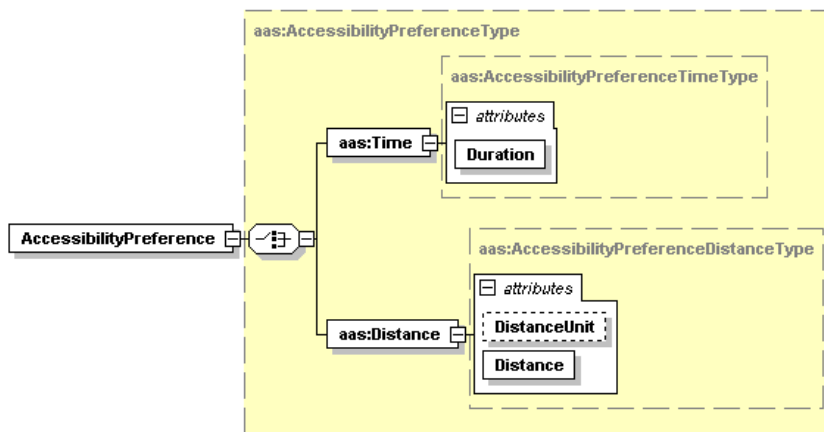 aas:AccessibilityPreferenceType
aas:AccessibilityPreferenceTimeType
attributes
aas:Time
Duration
AccessibilityPreference
aas:AccessibilityPreferenceDistanceType
attributes
DistanceUnit
aas:Distance
Distance